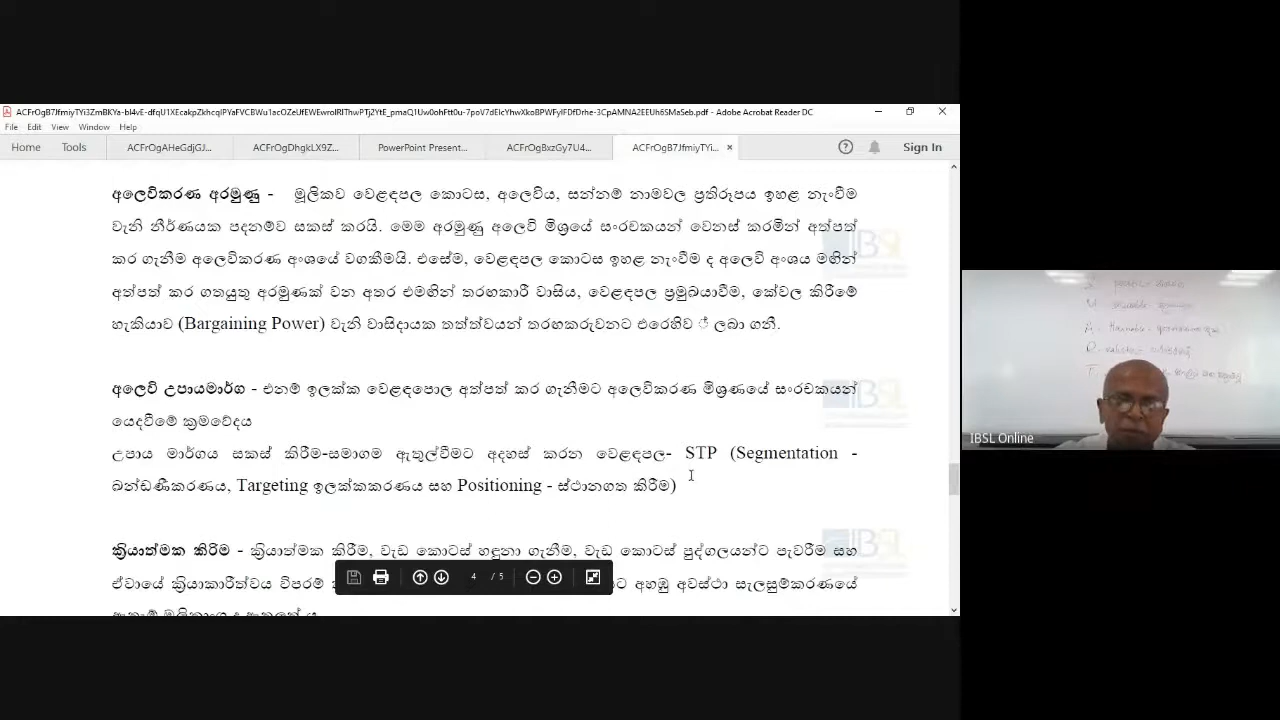 ACFrOgB7JfmiyTYi3ZmBKYa-bI4vE-dfqU1XEcakpZkhcqIPYaFVCBWu1acOZeUfEWEwroIRIThwPTj2YtE_pmaQ1Uw0ohFtt0u-7poV7dEIcYhwXkoBPWFyIFDfDrhe-3CpAMNA2EEUh6SMaSeb.pdf - Adobe Acrobat Reader DC
File Edit View Window Help
Home Tools ACFrOgAHeGdjGJ... ACFrOgDhgkLX9Z... PowerPoint Present... ACFrOgBxzGy7U4... ACFrOgB7JfmiyTYi... Sign In
අලෙවිකරණ අරමුණු - මූලිකව වෙළඳපල කොටස, අලෙවිය, සන්නම් නාමවල ප්‍රතිරූපය ඉහළ නැංවීම
වැනි නිර්ණයක පදනම්ව සකස් කරයි. මෙම අරමුණු අලෙවි මිශ්‍රයේ සංරචකයන් වෙනස් කරමින් අත්පත්
කර ගැනීම අලෙවිකරණ අංශයේ වගකීමයි. එසේම, වෙළඳපල කොටස ඉහළ නැංවීම ද අලෙවි අංශය මඟින්
අත්පත් කර ගතයුතු අරමුණක් වන අතර එමඟින් තරඟකාරී වාසිය, වෙළඳපල ප්‍රමුඛයාවීම, කේවල කිරීමේ
හැකියාව (Bargaining Power) වැනි වාසිදායක තත්ත්වයන් තරඟකරුවනට එරෙහිව ් ලබා ගනී.
අලෙවි උපායමාර්ග - එනම් ඉලක්ක වෙළඳපොල අත්පත් කර ගැනීමට අලෙවිකරණ මිශ්‍රණයේ සංරචකයන්
යෙදවීමේ ක්‍රමවේදය
උපාය මාර්ගය සකස් කිරීම-සමාගම ඇතුල්වීමට අදහස් කරන වෙළඳපල- STP (Segmentation -
ඛන්ඩණීකරණය, Targeting ඉලක්කකරණය සහ Positioning - ස්ථානගත කිරීම)
ක්‍රියාත්මක කිරිම - ක්‍රියාත්මක කිරීම, වැඩ කොටස් හඳුනා ගැනීම, වැඩ කොටස් පුද්ගලයන්ට පැවරීම සහ
ඒවායේ ක්‍රියාකාරීත්වය විපරම් අහඹු අවස්ථා සැලසුම්කරණයේ
4 / 5
IBSL
IBSL Online